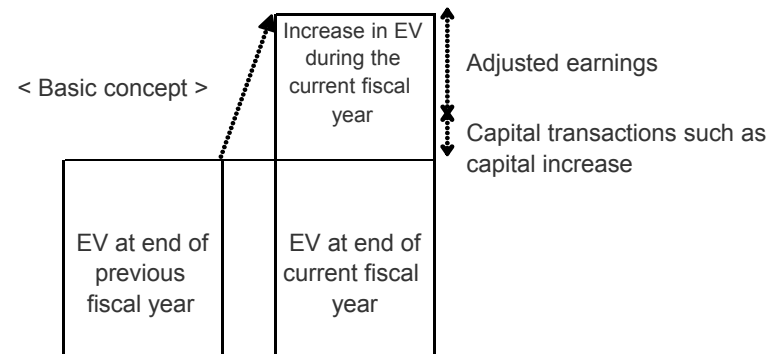 < Basic concept >
Increase in EV
during the
current fiscal
year
Adjusted earnings
Capital transactions such as
capital increase
EV at end of
previous
fiscal year
EV at end of
current fiscal
year